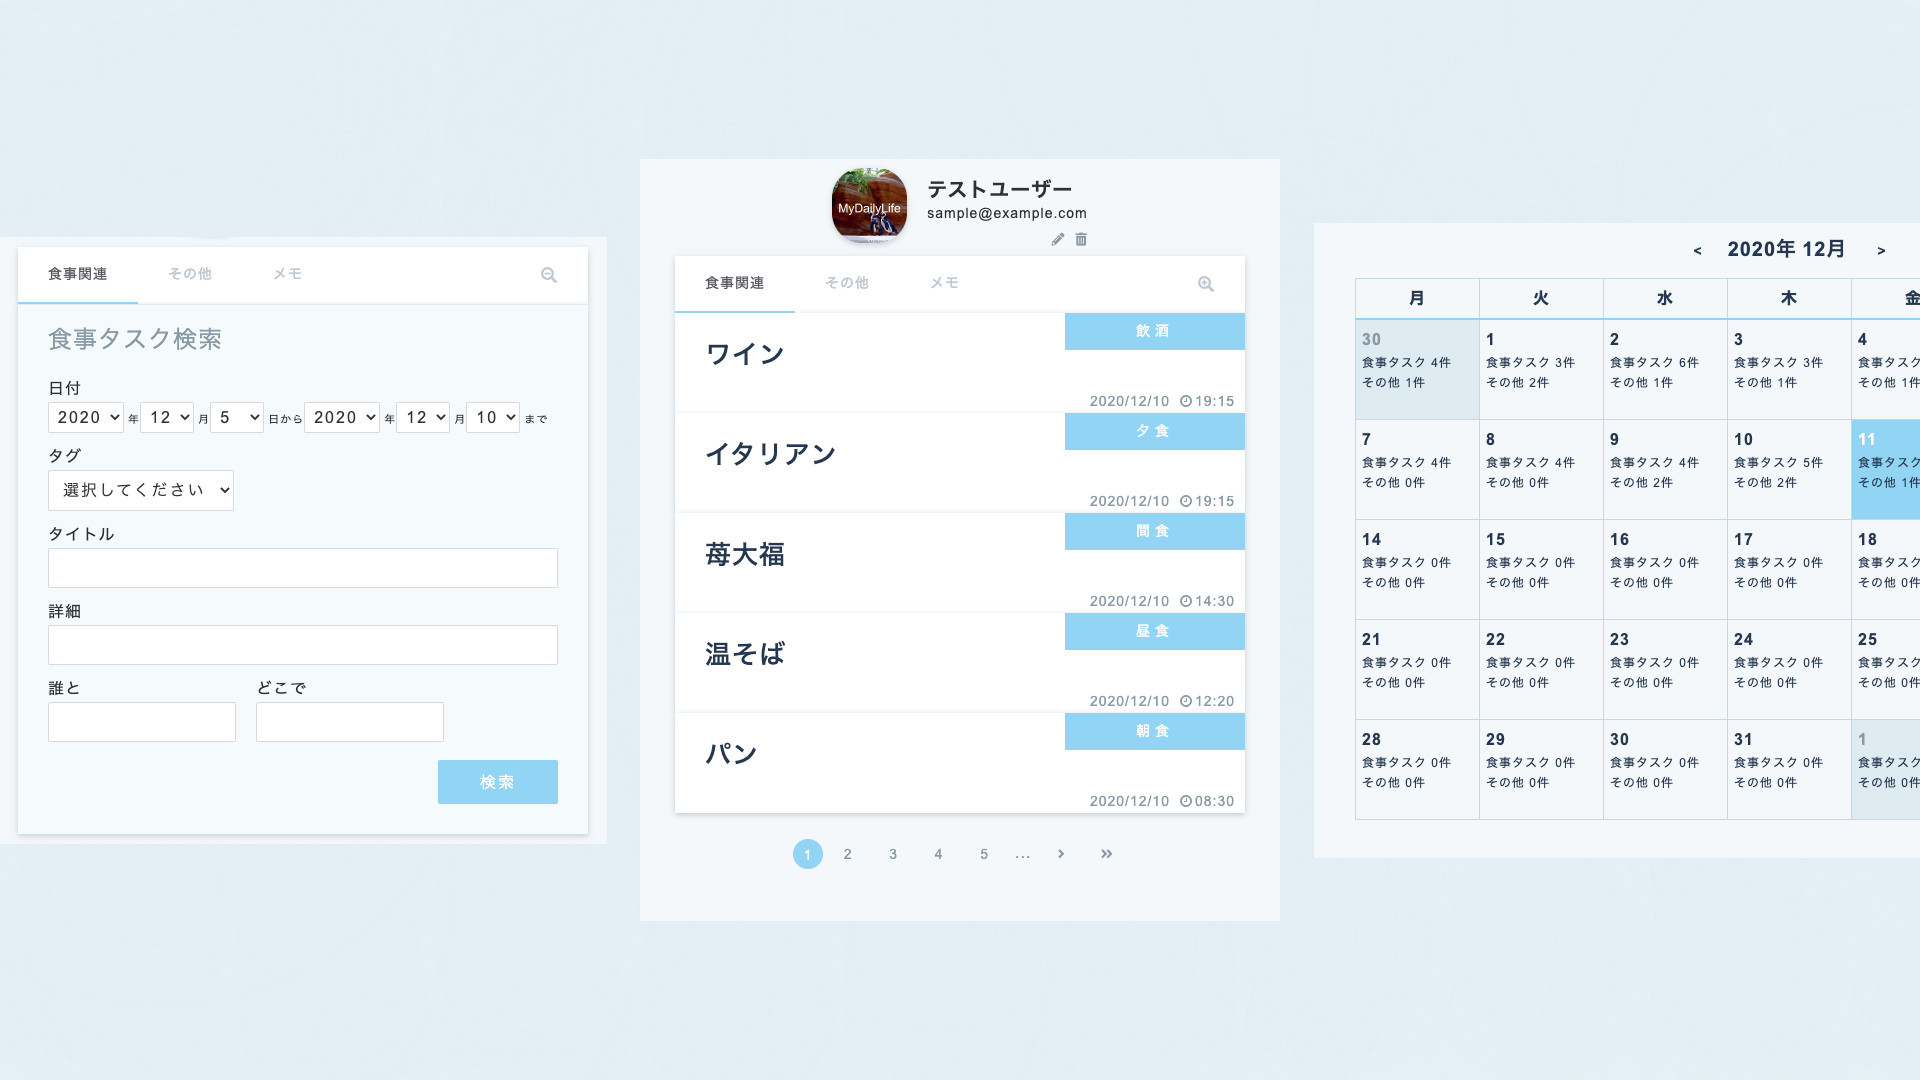 食事関連 その他 メモ
食事タスク検索
日付
2020 年 12 月 5 日から 2020 年 12 月 10 まで
タグ
選択してください
タイトル
詳細
誰と どこで
検索
MyDailyLife
テストユーザー
sample@example.com
食事関連 その他 メモ
飲酒
ワイン
2020/12/10 19:15
夕食
イタリアン
2020/12/10 19:15
間食
苺大福
2020/12/10 14:30
昼食
温そば
2020/12/10 12:20
朝食
パン
2020/12/10 08:30
1 2 3 4 5 ... › »
< 2020年 12月 >
月 火 水 木 金
30 1 2 3 4
食事タスク 4件 食事タスク 3件 食事タスク 6件 食事タスク 3件 食事タスク
その他 1件 その他 2件 その他 1件 その他 1件 その他 1件
7 8 9 10 11
食事タスク 4件 食事タスク 4件 食事タスク 4件 食事タスク 5件 食事タスク
その他 0件 その他 0件 その他 2件 その他 2件 その他 1件
14 15 16 17 18
食事タスク 0件 食事タスク 0件 食事タスク 0件 食事タスク 0件 食事タスク
その他 0件 その他 0件 その他 0件 その他 0件 その他 0件
21 22 23 24 25
食事タスク 0件 食事タスク 0件 食事タスク 0件 食事タスク 0件 食事タスク
その他 0件 その他 0件 その他 0件 その他 0件 その他 0件
28 29 30 31 1
食事タスク 0件 食事タスク 0件 食事タスク 0件 食事タスク 0件 食事タスク
その他 0件 その他 0件 その他 0件 その他 0件 その他 0件